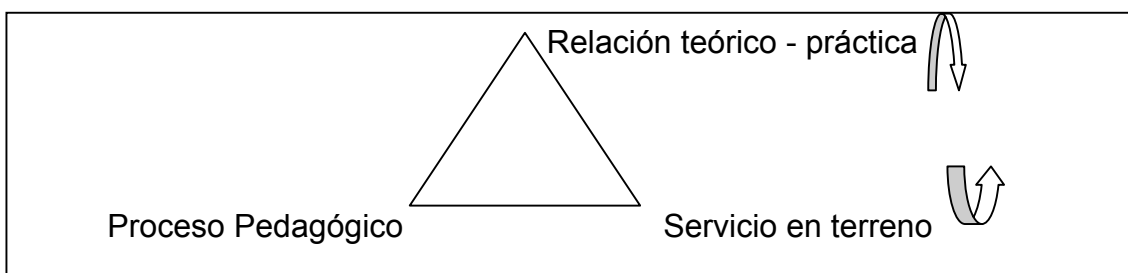 Relación teórico - práctica
Proceso Pedagógico
Servicio en terreno